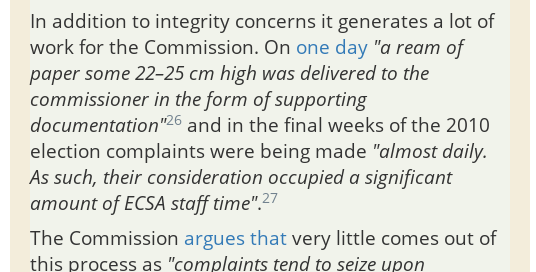 In addition to integrity concerns it generates a lot of
work for the Commission. On one day "a ream of
paper some 22–25 cm high was delivered to the
commissioner in the form of supporting
documentation"26 and in the final weeks of the 2010
election complaints were being made "almost daily.
As such, their consideration occupied a significant
amount of ECSA staff time".27
The Commission argues that very little comes out of
this process as "complaints tend to seize upon